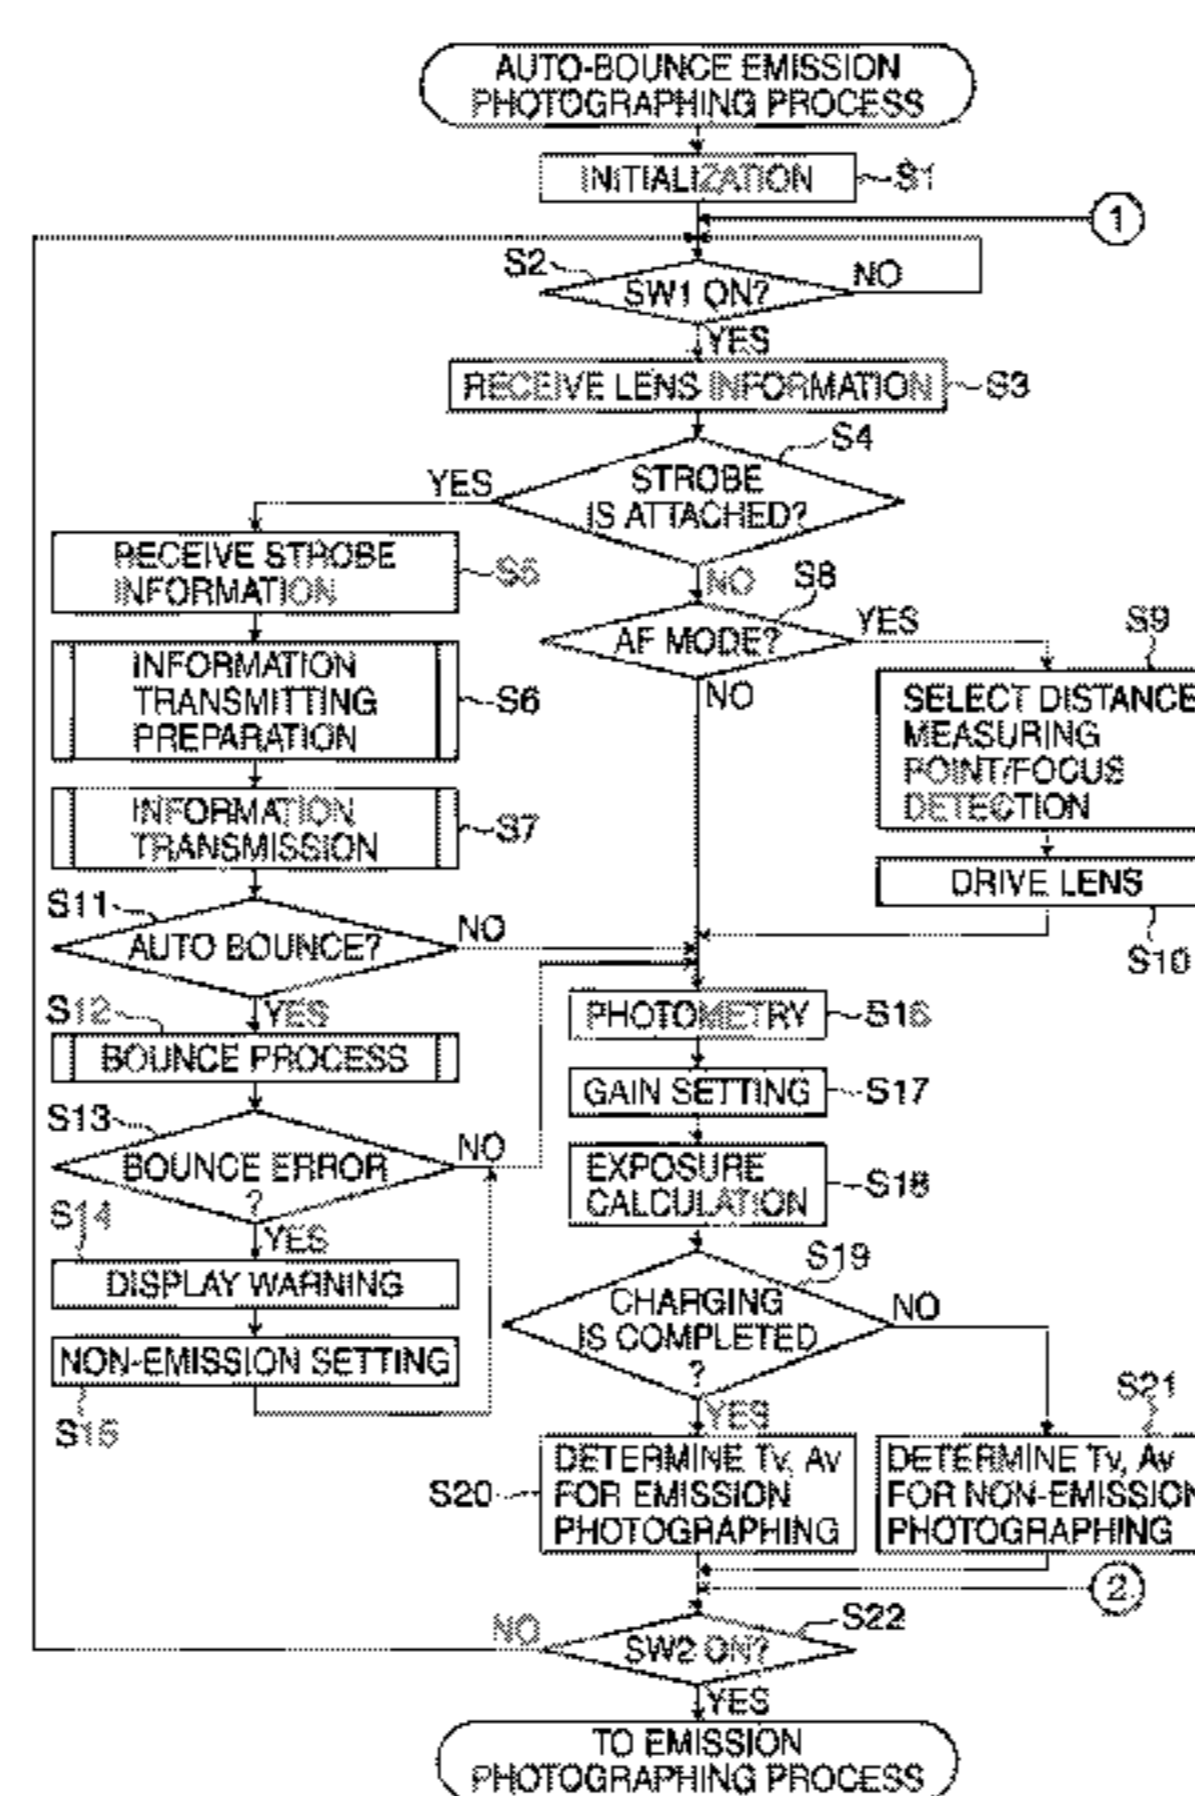 AUTO-BOUNCE EMISSION
PHOTOGRAPHING PROCESS
INITIALIZATION
S1
1
S2
SW1 ON?
NO
YES
RECEIVE LENS INFORMATION
S3
S4
STROBE
IS ATTACHED?
YES
NO
RECEIVE STROBE
INFORMATION
S5
INFORMATION
TRANSMITTING
PREPARATION
S6
INFORMATION
TRANSMISSION
S7
S8
AF MODE?
YES
NO
S9
SELECT DISTANCE
MEASURING
POINT/FOCUS
DETECTION
DRIVE LENS
S10
S11
AUTO BOUNCE?
NO
YES
S12
BOUNCE PROCESS
S13
BOUNCE ERROR
?
NO
YES
S14
DISPLAY WARNING
NON-EMISSION SETTING
S15
PHOTOMETRY
S16
GAIN SETTING
S17
EXPOSURE
CALCULATION
S18
S19
CHARGING
IS COMPLETED
?
NO
YES
S20
DETERMINE Tv, Av
FOR EMISSION
PHOTOGRAPHING
S21
DETERMINE Tv, Av
FOR NON-EMISSION
PHOTOGRAPHING
2
S22
SW2 ON?
NO
YES
TO EMISSION
PHOTOGRAPHING PROCESS